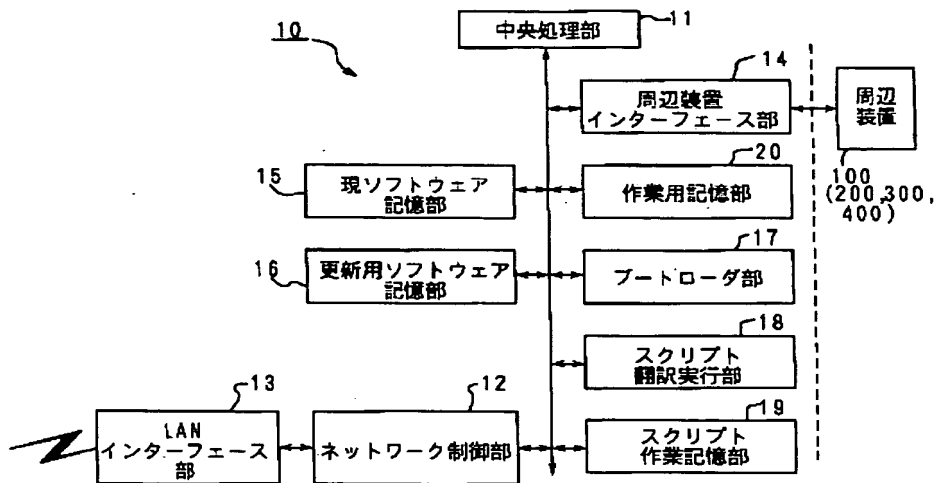 10
中央処理部
11
14
周辺装置
インターフェース部
周辺
装置
100
(200,300,
400)
15
現ソフトウェア
記憶部
20
作業用記憶部
16
更新用ソフトウェア
記憶部
17
ブートローダ部
18
スクリプト
翻訳実行部
13
LAN
インターフェース
部
12
ネットワーク制御部
19
スクリプト
作業記憶部